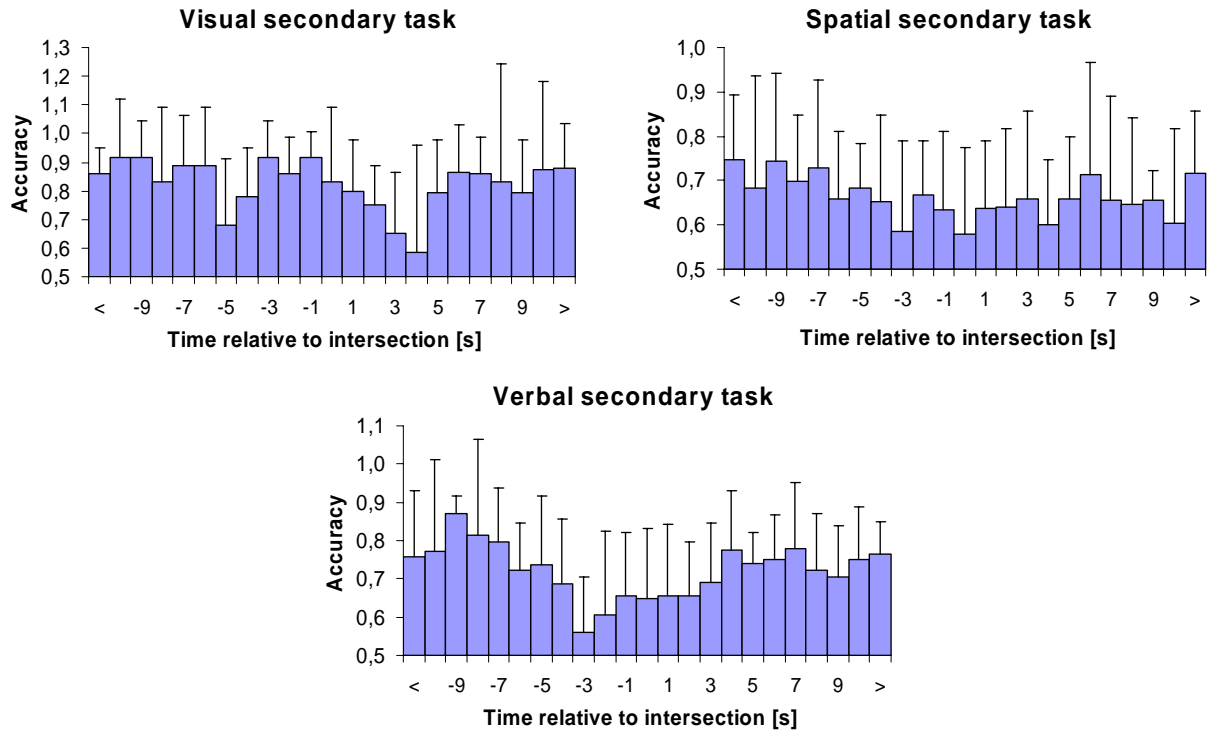 Visual secondary task
1,3
1,2
1,1
1,0
0,9
0,8
0,7
0,6
0,5
Accuracy
< -9 -7 -5 -3 -1 1 3 5 7 9 >
Time relative to intersection [s]
Spatial secondary task
1,0
0,9
0,8
0,7
0,6
0,5
Accuracy
< -9 -7 -5 -3 -1 1 3 5 7 9 >
Time relative to intersection [s]
Verbal secondary task
1,1
1,0
0,9
0,8
0,7
0,6
0,5
Accuracy
< -9 -7 -5 -3 -1 1 3 5 7 9 >
Time relative to intersection [s]